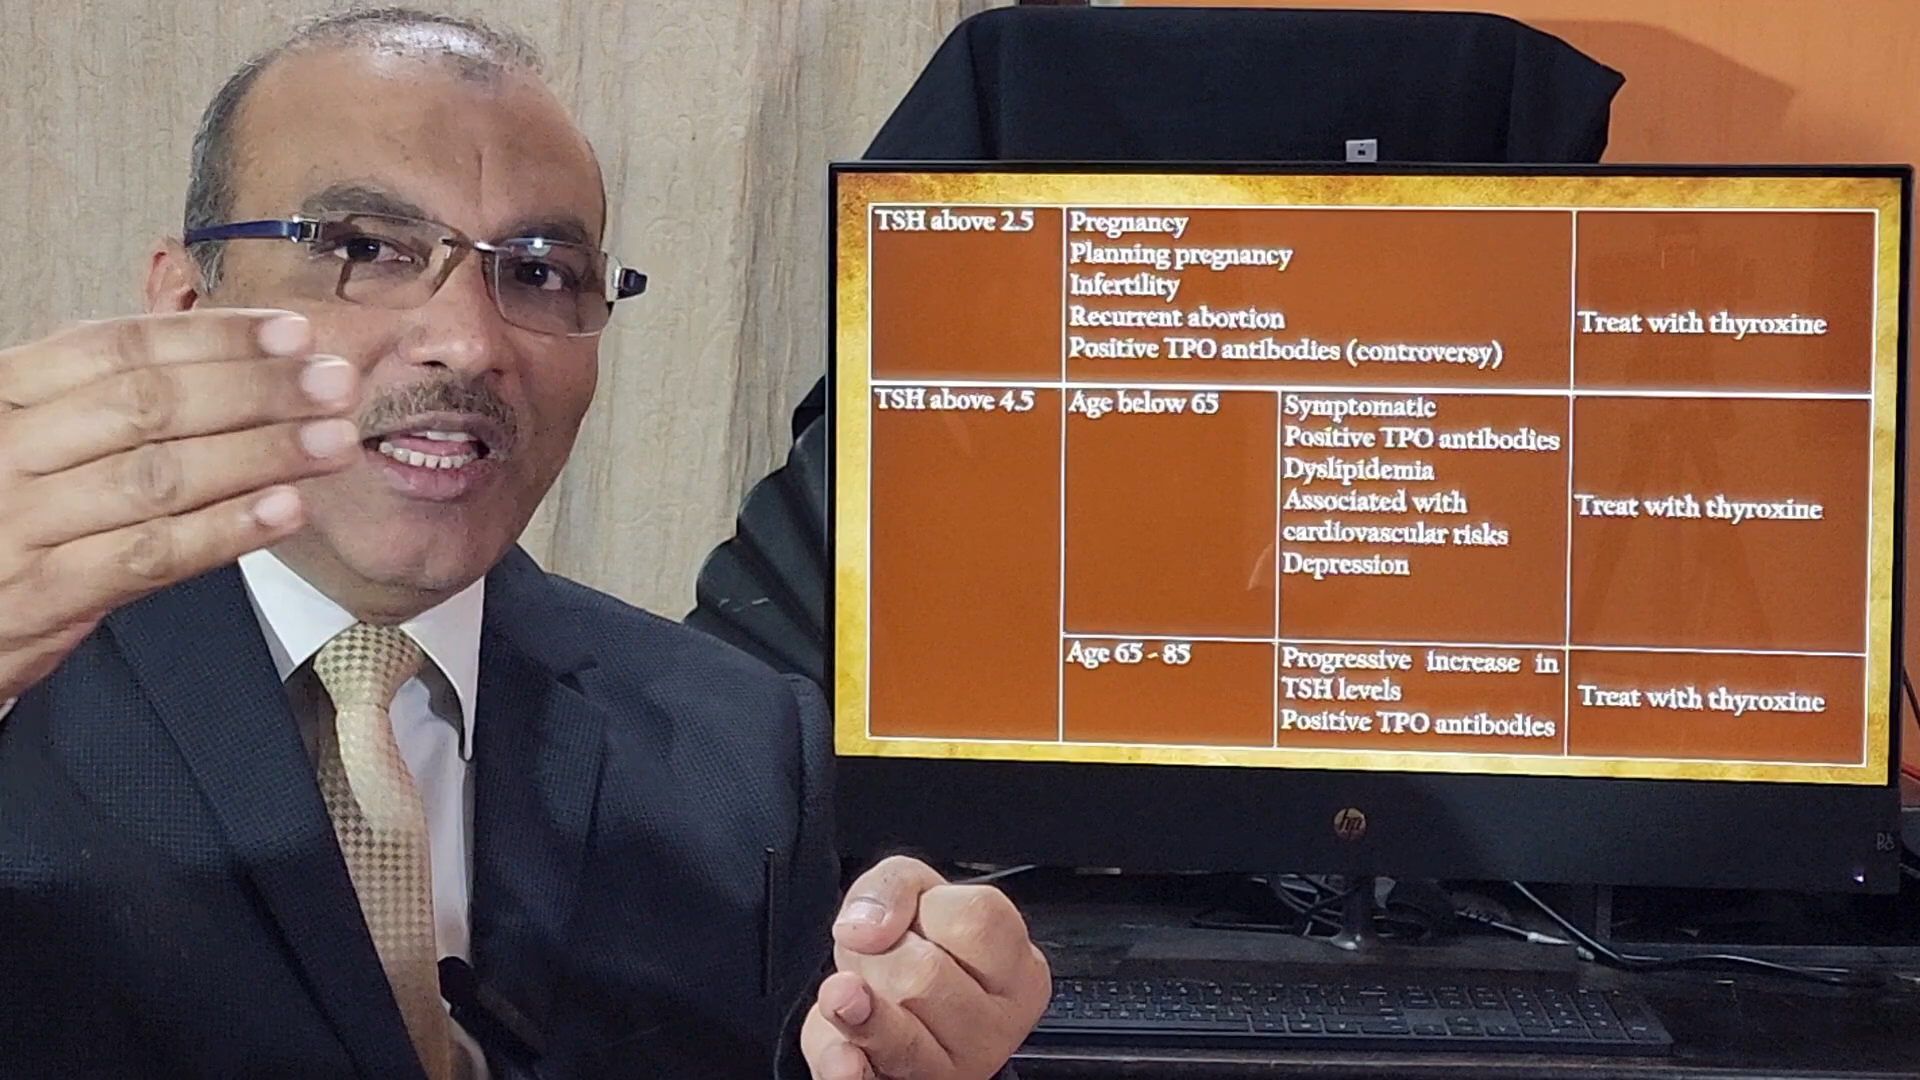 TSH above 2.5
Pregnancy
Planning pregnancy
Infertility
Recurrent abortion
Positive TPO antibodies (controversy)
Treat with thyroxine
TSH above 4.5
Age below 65
Symptomatic
Positive TPO antibodies
Dyslipidemia
Associated with
cardiovascular risks
Depression
Treat with thyroxine
Age 65 - 85
Progressive increase in
TSH levels
Positive TPO antibodies
Treat with thyroxine
hp